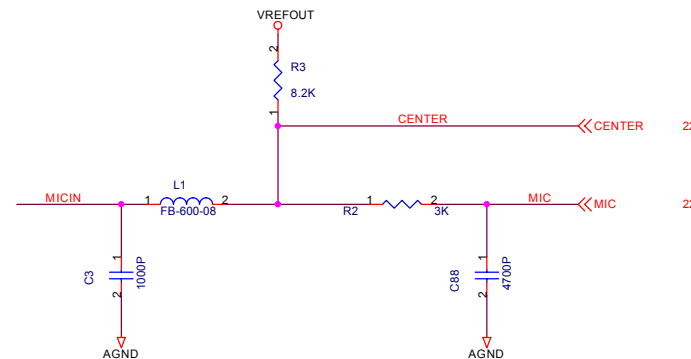 VREFOUT
2
R3
8.2K
1
CENTER
CENTER
22
L1
MICIN
1
2
FB-600-08
R2
1
2
3K
MIC
MIC
22
C3
1
2
1000P
C88
1
2
4700P
AGND
AGND